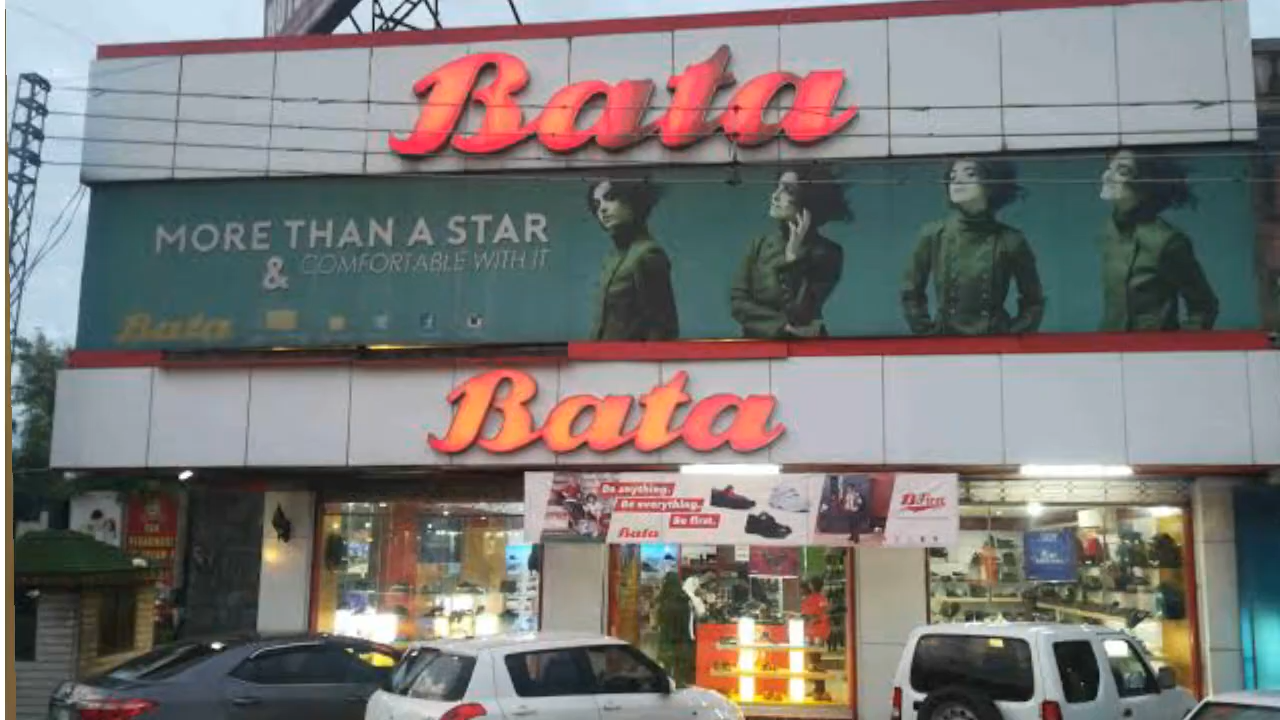 Bata
MORE THAN A STAR
& COMFORTABLE WITH IT
Bata
Bata
Be anything.
Be everything.
Be first.
Bata
B.First